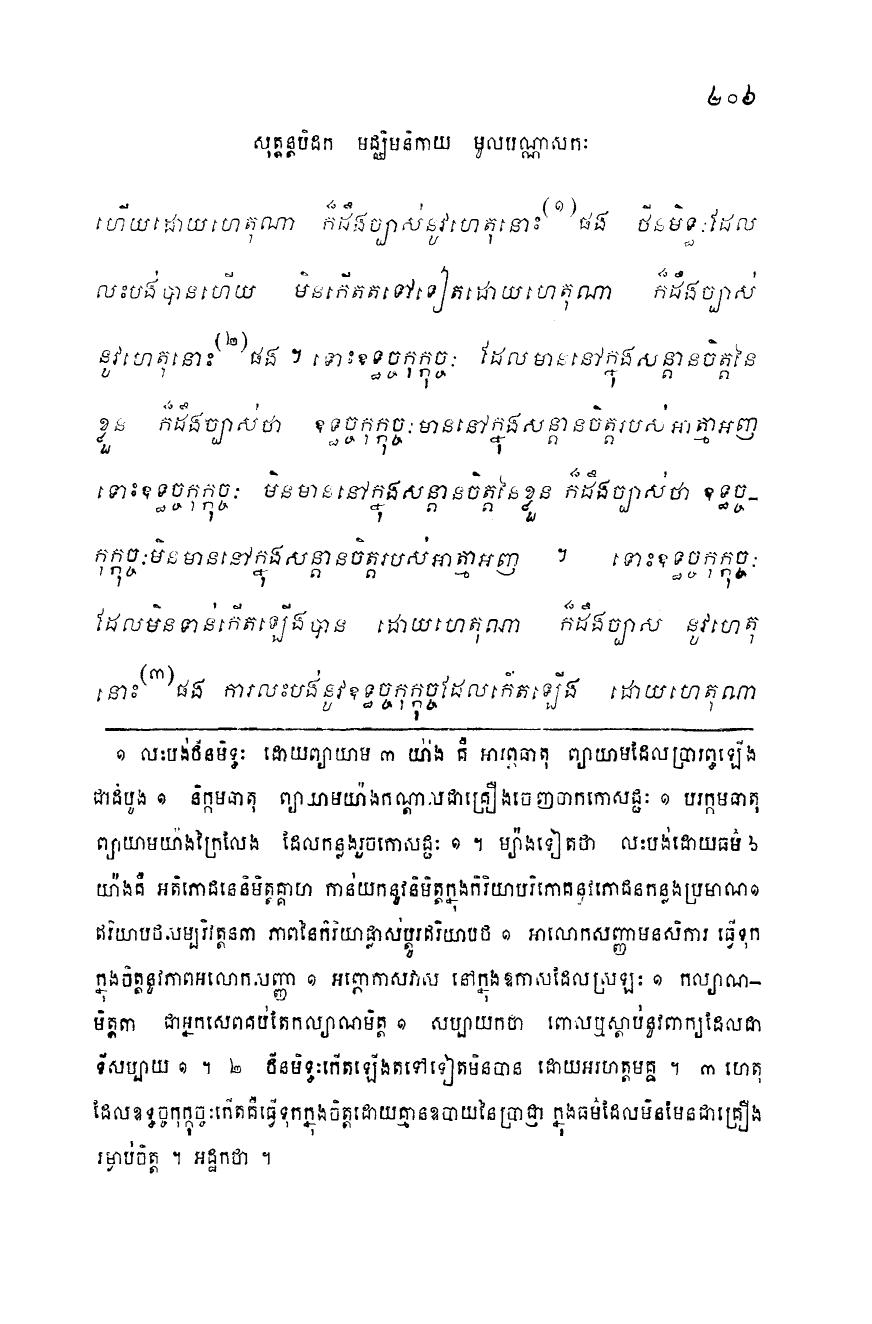 ២០៦
សុត្តន្តបិដក មជ្ឈិមនិកាយ មូលបណ្ណាសកៈ
ហើយដោយហេតុណា ក៏ដឹងច្បាស់នូវហេតុនោះ(១)ផង ថីនមិទ្ធៈដែល
លះបង់បានហើយ មិនកើតតទៅទៀតដោយហេតុណា ក៏ដឹងច្បាស់
នូវហេតុនោះ(២)ផង ។ ទោះឧទ្ធច្ចកុក្កុច្ចៈ ដែលមាននៅក្នុងសន្តានចិត្តនៃ
ខ្លួន ក៏ដឹងច្បាស់ថា ឧទ្ធច្ចកុក្កុច្ចៈមាននៅក្នុងសន្តានចិត្តរបស់អាត្មាអញ
ទោះឧទ្ធច្ចកុក្កុច្ចៈ មិនមាននៅក្នុងសន្តានចិត្តនៃខ្លួន ក៏ដឹងច្បាស់ថា ឧទ្ធច្ច-
កុក្កុច្ចៈមិនមាននៅក្នុងសន្តានចិត្តរបស់អាត្មាអញ ។ ទោះឧទ្ធច្ចកុក្កុច្ចៈ
ដែលមិនទាន់កើតឡើងបាន ដោយហេតុណា ក៏ដឹងច្បាស់ នូវហេតុ
នោះ(៣)ផង ការលះបង់នូវឧទ្ធច្ចកុក្កុច្ចដែលកើតឡើង ដោយហេតុណា
១ លះបង់ថីនមិទ្ធៈ ដោយព្យាយាម ៣ យ៉ាង គឺ អារព្ភធាតុ ព្យាយាមដែលប្រារព្ធឡើង
ជាដំបូង ១ និក្កមធាតុ ព្យាយាមយ៉ាងកណ្តាលជាគ្រឿងចេញចាកកោសជ្ជៈ ១ បរក្កមធាតុ
ព្យាយាមយ៉ាងក្រៃលែង ដែលកន្លងរួចកោសជ្ជៈ ១ ។ ម្យ៉ាងទៀតថា លះបង់ដោយធម៌ ៦
យ៉ាងគឺ អតិភោជនេនិមិត្តគ្គាហ កាន់យកនូវនិមិត្តក្នុងកិរិយាបរិភោគនូវភោជនកន្លងប្រមាណ១
ឥរិយាបថសម្បរិវត្តន៣ ភាពនៃកិរិយាផ្លាស់ប្តូរឥរិយាបថ ១ អាលោកសញ្ញាមនសិការ ធ្វើទុក
ក្នុងចិត្តនូវភាពអលោកសញ្ញា ១ អព្ភោកាសវាស នៅក្នុងឱកាសដែលស្រឡះ ១ កល្យាណ-
មិត្ត៣ ជាអ្នកសេពគប់តែកល្យាណមិត្ត ១ សប្បាយកថា ពោលឬស្តាប់នូវពាក្យដែលជា
ទីសប្បាយ ១ ។ ២ ថីនមិទ្ធៈកើតឡើងតទៅទៀតមិនបាន ដោយអរហត្តមគ្គ ។ ៣ ហេតុ
ដែលឧទ្ធច្ចកុក្កុច្ចៈកើតគឺធ្វើទុកក្នុងចិត្តដោយគ្មានឧបាយនៃប្រាជ្ញា ក្នុងធម៌ដែលមិនមែនជាគ្រឿង
រម្ងាប់ចិត្ត ។ អដ្ឋកថា ។